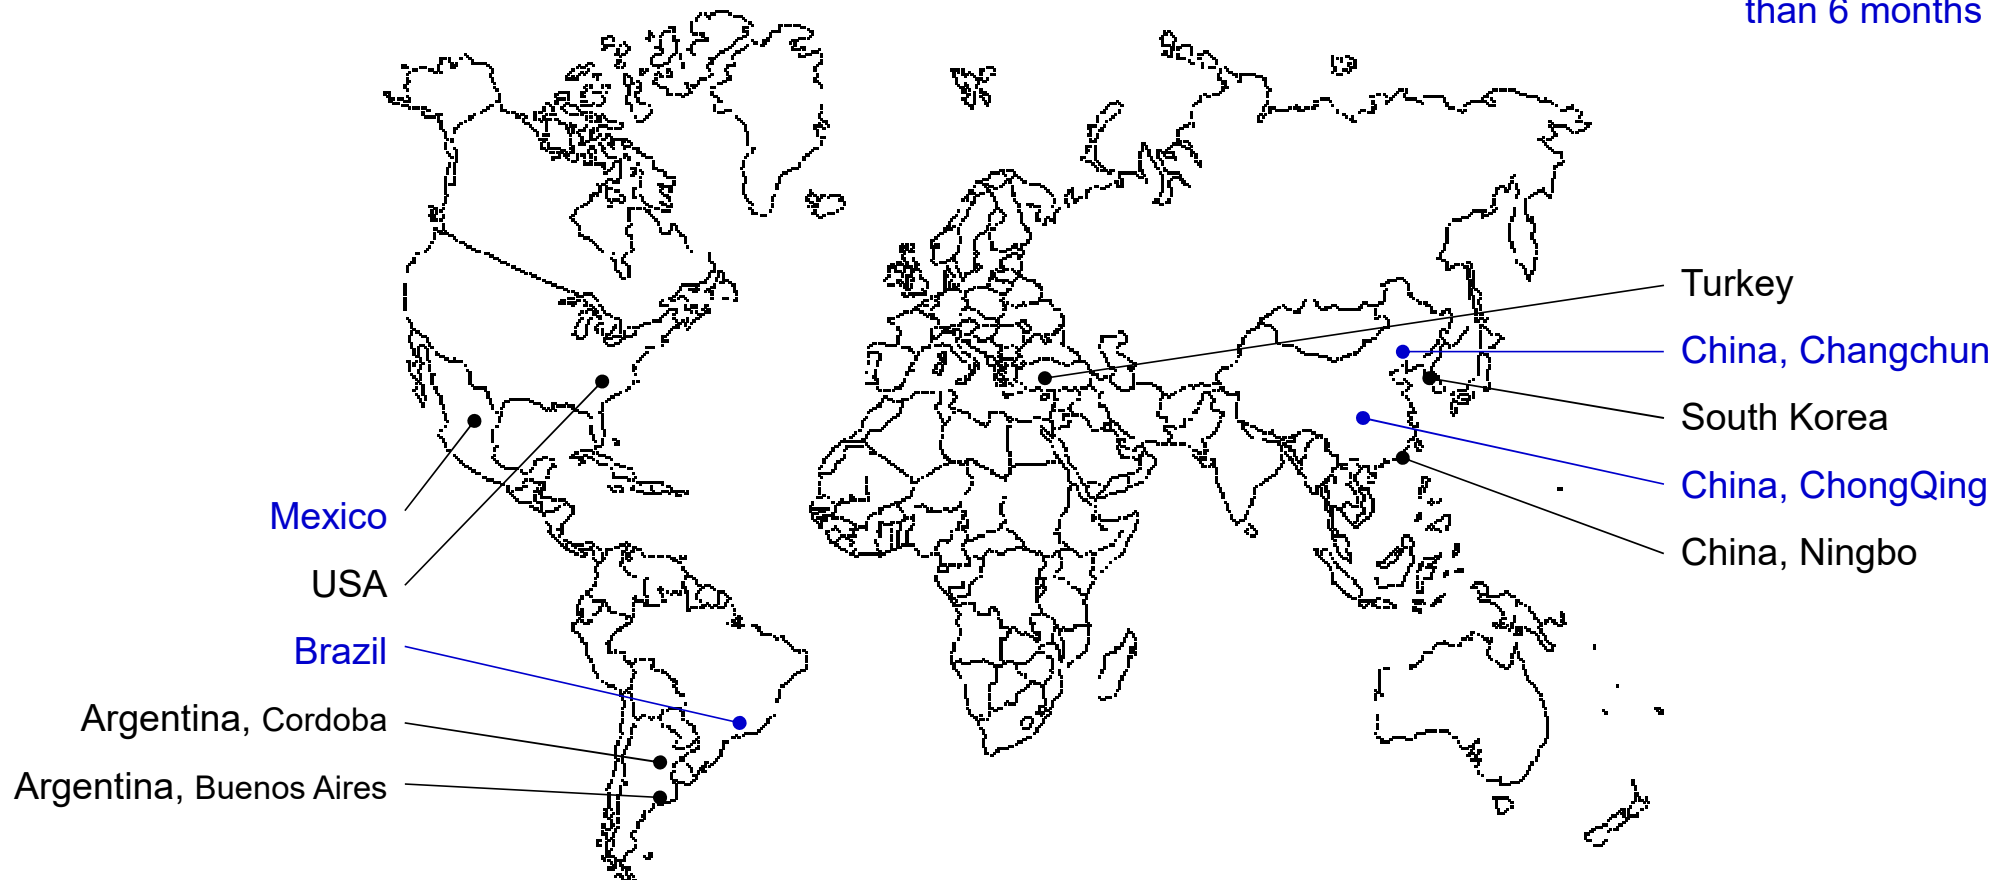 than 6 months
Turkey
China, Changchun
South Korea
China, ChongQing
China, Ningbo
Mexico
USA
Brazil
Argentina, Cordoba
Argentina, Buenos Aires